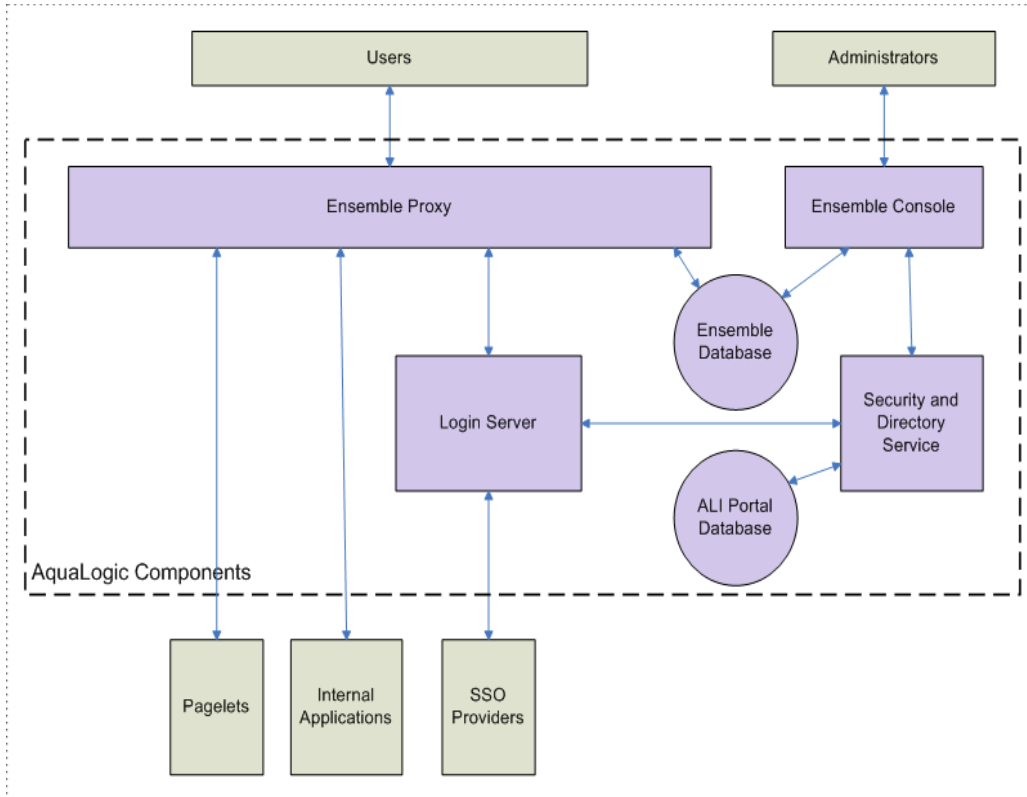 Users
Administrators
Ensemble Proxy
Ensemble Console
Ensemble
Database
Login Server
Security and
Directory
Service
ALI Portal
Database
AquaLogic Components
Pagelets
Internal
Applications
SSO
Providers